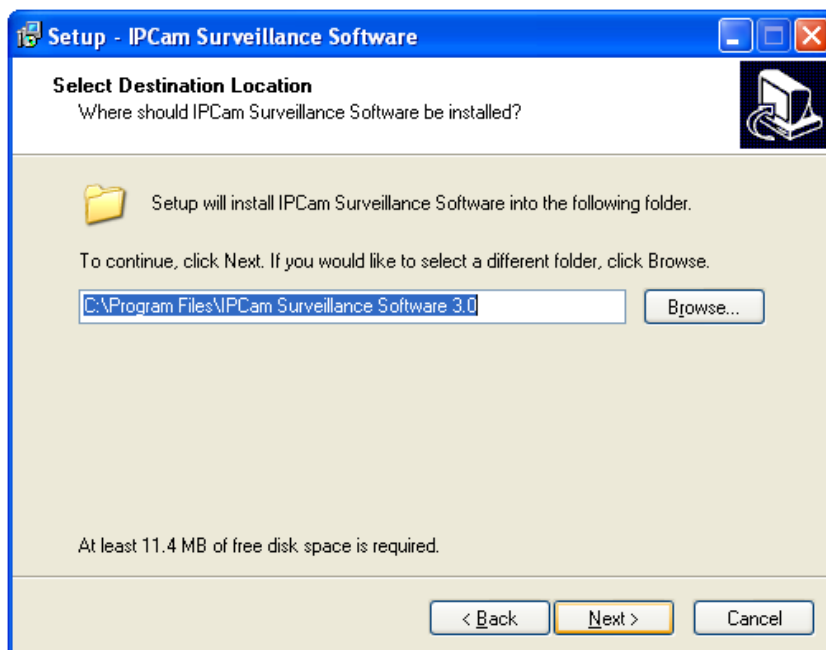 Setup - IPCam Surveillance Software
Select Destination Location
Where should IPCam Surveillance Software be installed?
Setup will install IPCam Surveillance Software into the following folder.
To continue, click Next. If you would like to select a different folder, click Browse.
C:\Program Files\IPCam Surveillance Software 3.0
Browse...
At least 11.4 MB of free disk space is required.
< Back
Next >
Cancel